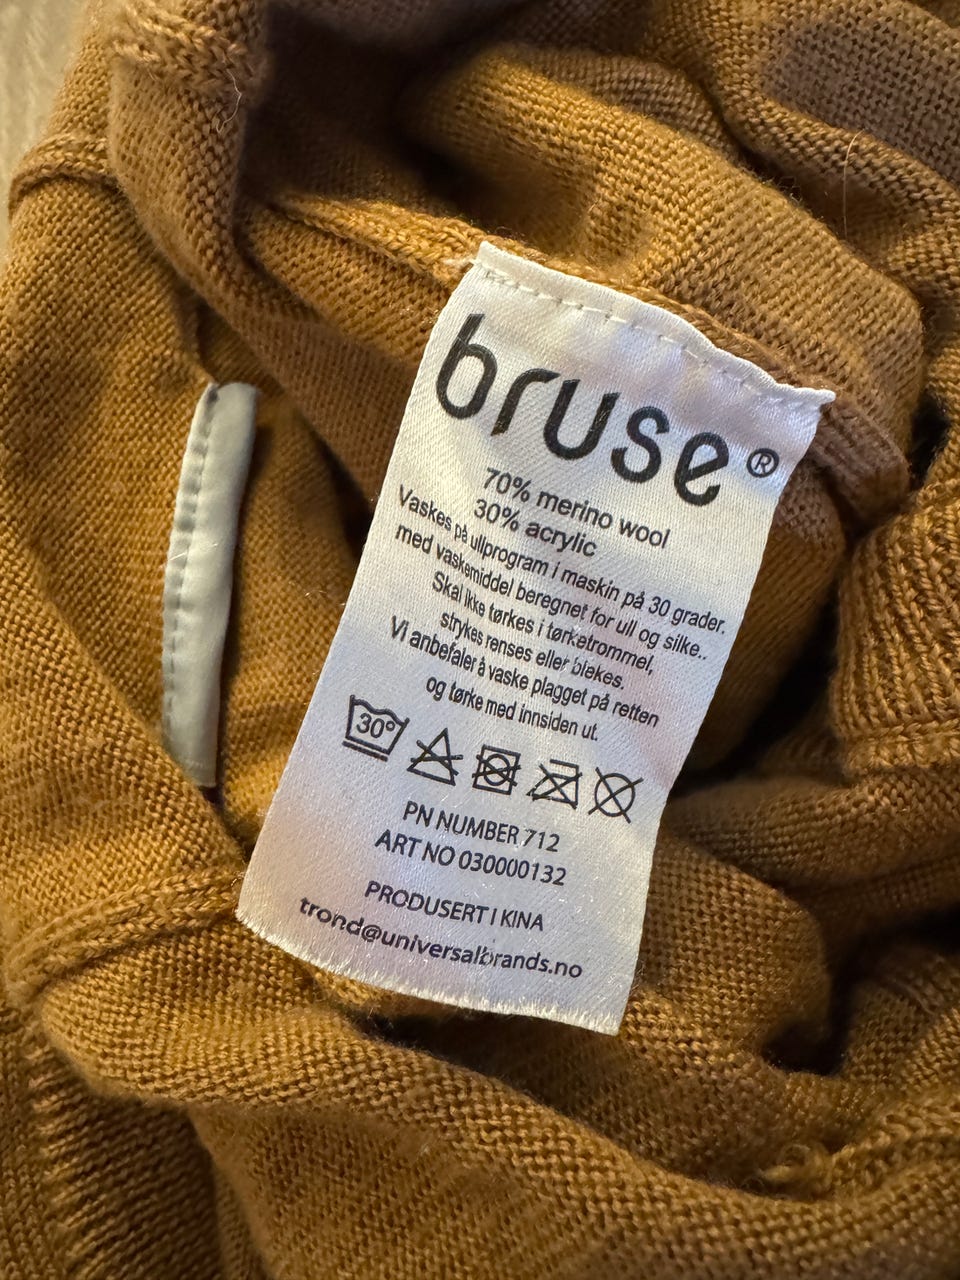 bruse®
70% merino wool
30% acrylic
Vaskes på ullprogram i maskin på 30 grader.
med vaskemiddel beregnet for ull og silke..
Skal ikke tørkes i tørketrommel,
strykes renses eller blekes.
Vi anbefaler å vaske plagget på retten
og tørke med innsiden ut.
30°
PN NUMBER 712
ART NO 030000132
PRODUSERT I KINA
trond@universalbrands.no